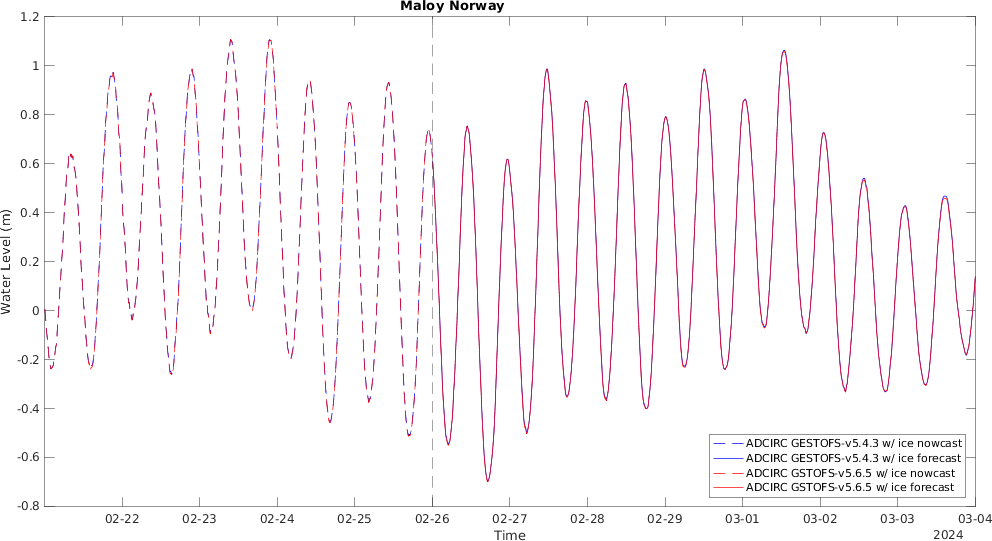 Maloy Norway
Water Level (m)
1.2
1
0.8
0.6
0.4
0.2
0
-0.2
-0.4
-0.6
-0.8
ADCIRC GESTOFS-v5.4.3 w/ ice nowcast
ADCIRC GESTOFS-v5.4.3 w/ ice forecast
ADCIRC GSTOFS-v5.6.5 w/ ice nowcast
ADCIRC GSTOFS-v5.6.5 w/ ice forecast
02-22 02-23 02-24 02-25 02-26 02-27 02-28 02-29 03-01 03-02 03-03 03-04
Time
2024